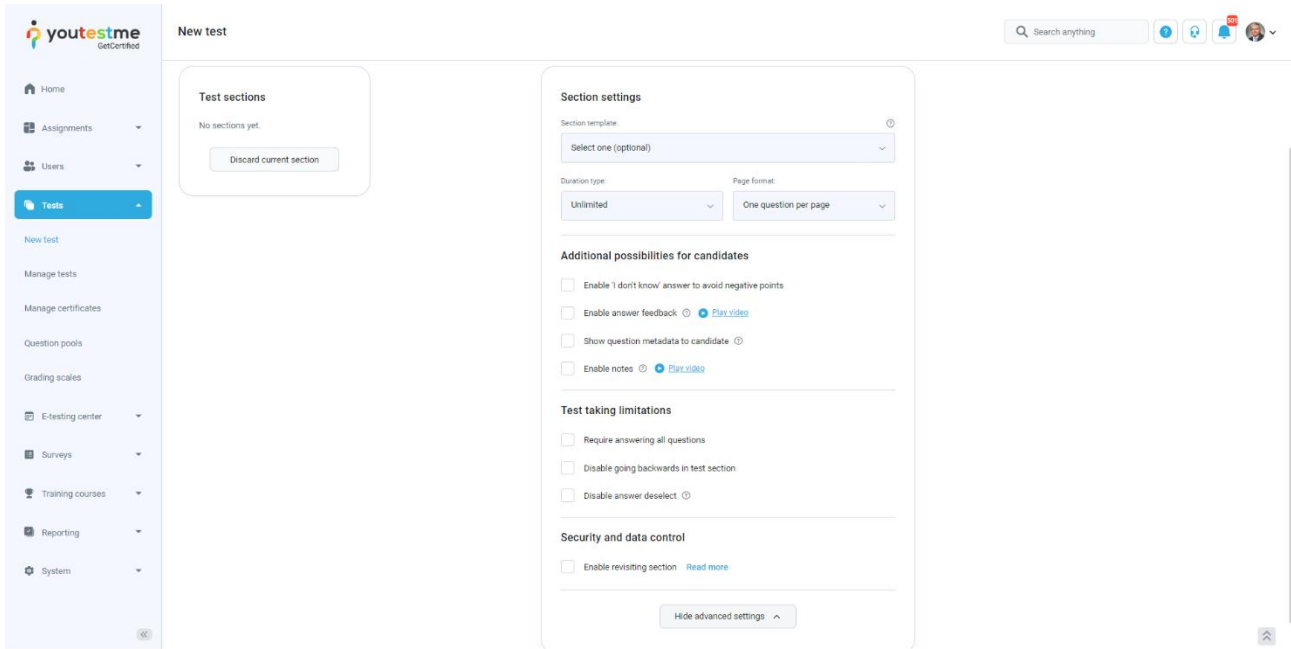 youtestme
GetCertified
New test
Search anything
501
Home
Assignments
Users
Tests
New test
Manage tests
Manage certificates
Question pools
Grading scales
E-testing center
Surveys
Training courses
Reporting
System
Test sections
No sections yet.
Discard current section
Section settings
Section template:
Select one (optional)
Duration type: Page format:
Unlimited One question per page
Additional possibilities for candidates
Enable 'I don't know' answer to avoid negative points
Enable answer feedback Play video
Show question metadata to candidate
Enable notes Play video
Test taking limitations
Require answering all questions
Disable going backwards in test section
Disable answer deselect
Security and data control
Enable revisiting section Read more
Hide advanced settings